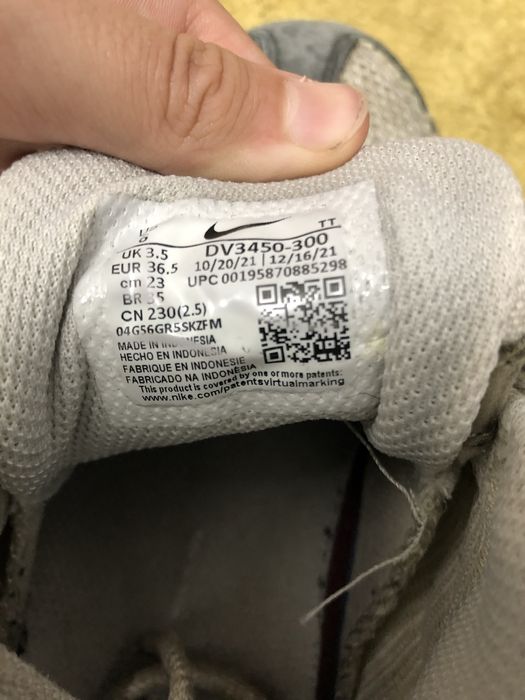 TT
UK 3.5
DV3450-300
EUR 36.5
10/20/21 | 12/16/21
cm 23
UPC 00195870885298
BR 35
CN 230(2.5)
04G56GR5SKZFM
MADE IN INDONESIA
HECHO EN INDONESIA
FABRIQUE EN INDONESIE
FABRICADO NA INDONÉSIA
This product is covered by one or more patents:
www.nike.com/patentsvirtualmarking